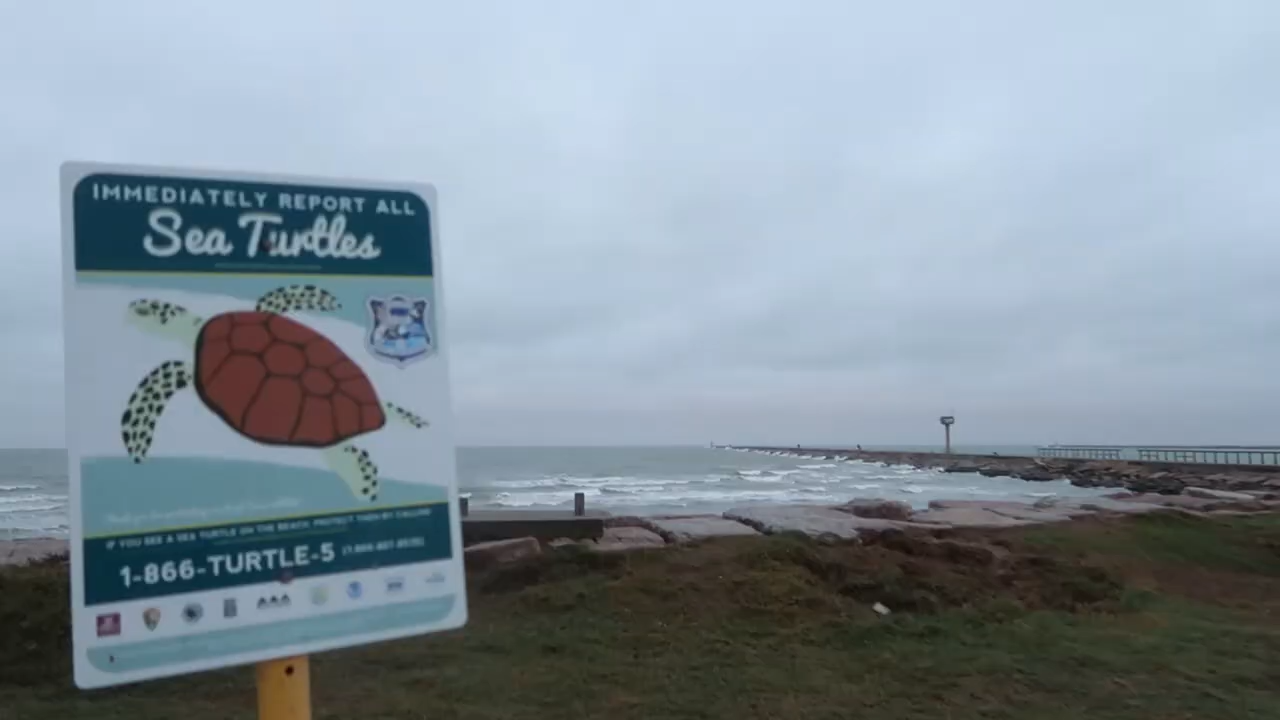 IMMEDIATELY REPORT ALL
Sea Turtles
IF YOU SEE A SEA TURTLE ON THE BEACH, PROTECT THEM BY CALLING
1-866-TURTLE-5